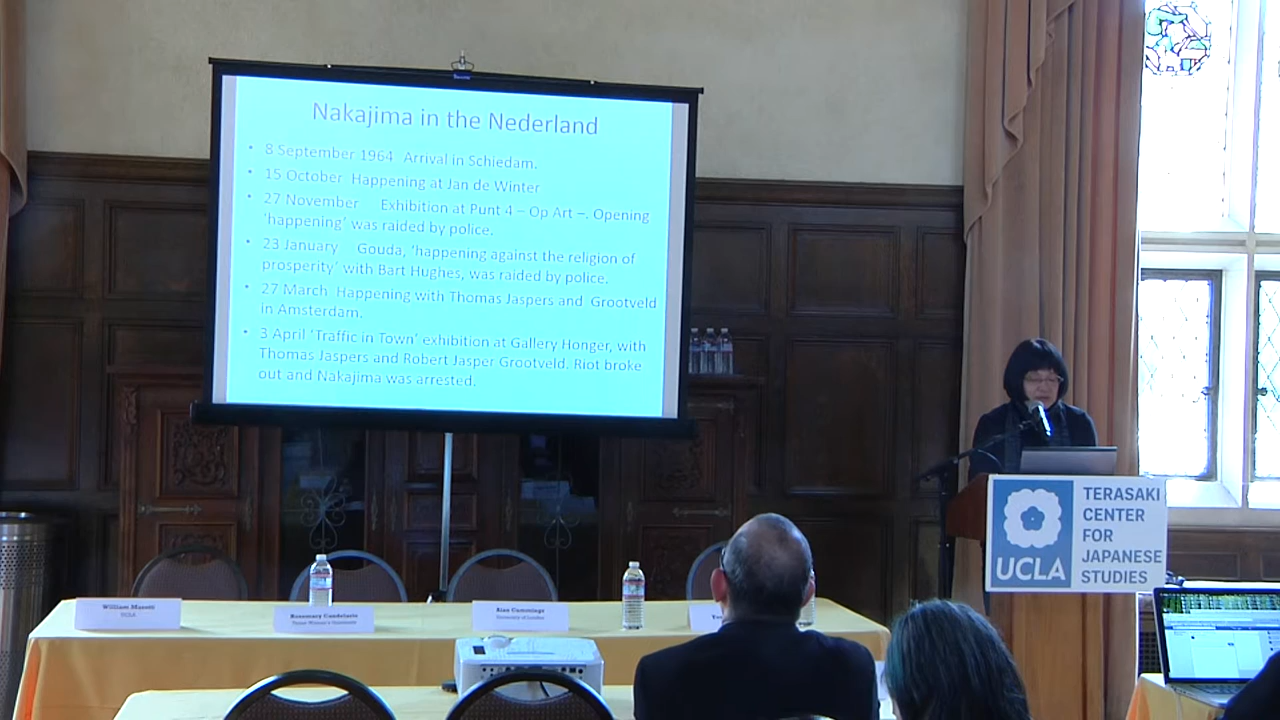 Nakajima in the Nederland
• 8 September 1964 Arrival in Schiedam.
• 15 October Happening at Jan de Winter
• 27 November Exhibition at Punt 4 – Op Art –. Opening
'happening' was raided by police.
• 23 January Gouda, 'happening against the religion of
prosperity' with Bart Hughes, was raided by police.
• 27 March Happening with Thomas Jaspers and Grootveld
in Amsterdam.
• 3 April 'Traffic in Town' exhibition at Gallery Honger, with
Thomas Jaspers and Robert Jasper Grootveld. Riot broke
out and Nakajima was arrested.
UCLA
TERASAKI
CENTER
FOR
JAPANESE
STUDIES
William Marotti
UCLA
Rosemary Candelario
Texas Woman's University